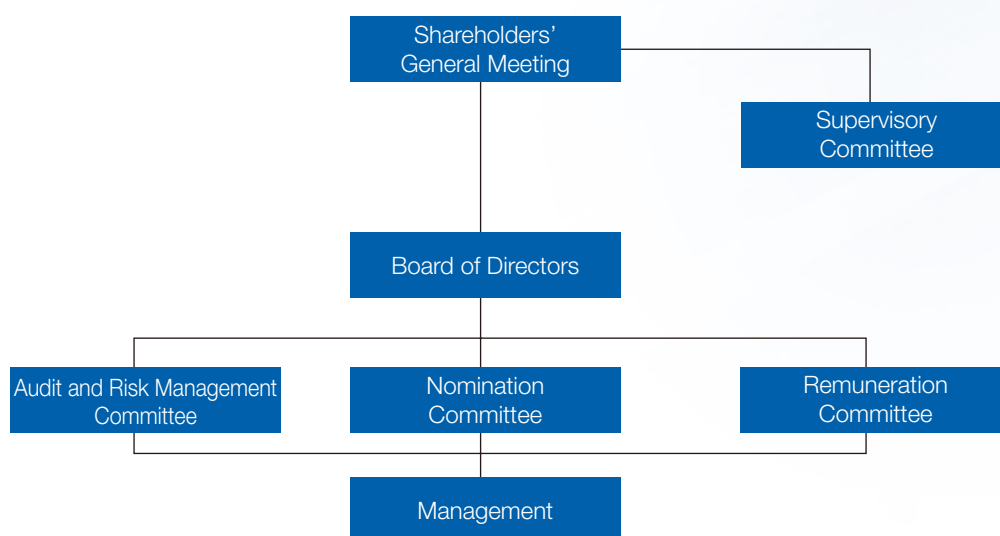 Shareholders’
General Meeting
Supervisory
Committee
Board of Directors
Audit and Risk Management
Committee
Nomination
Committee
Remuneration
Committee
Management